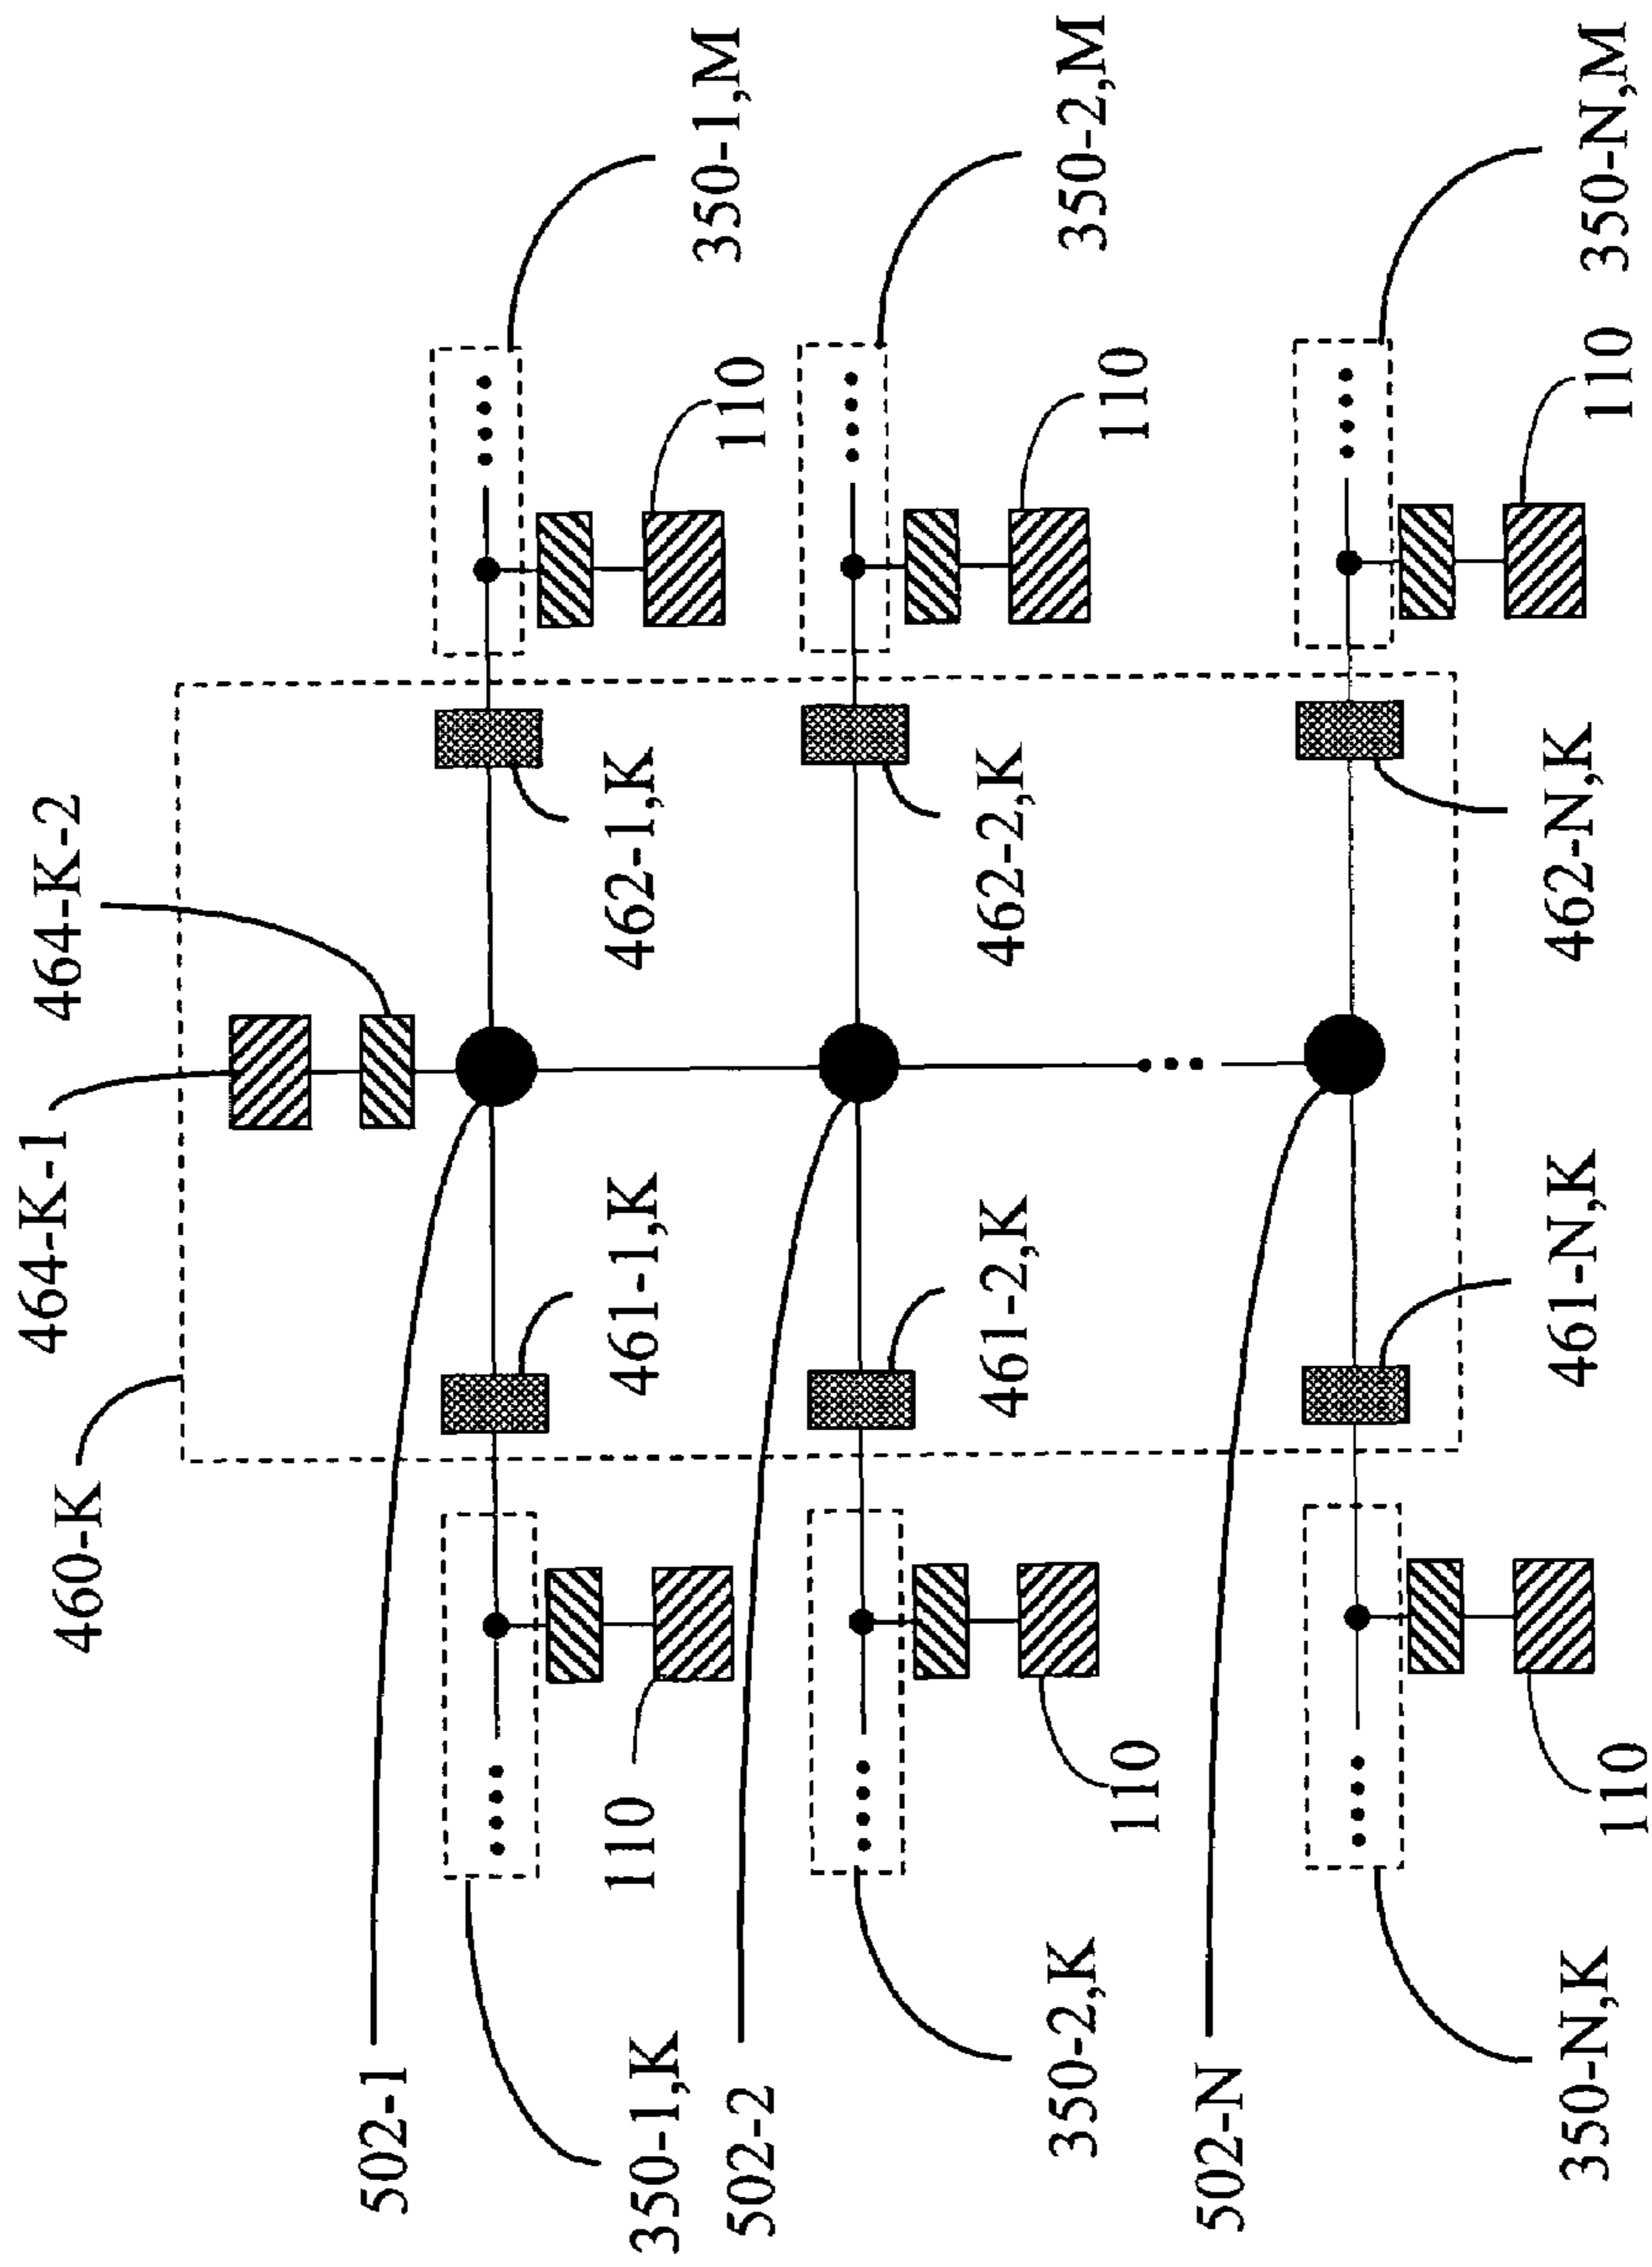 460-K
464-K-1
464-K-2
502-1
350-1,K
110
461-1,K
462-1,K
110
350-1,M
502-2
350-2,K
110
461-2,K
462-2,K
110
350-2,M
502-N
350-N,K
110
461-N,K
462-N,K
110
350-N,M